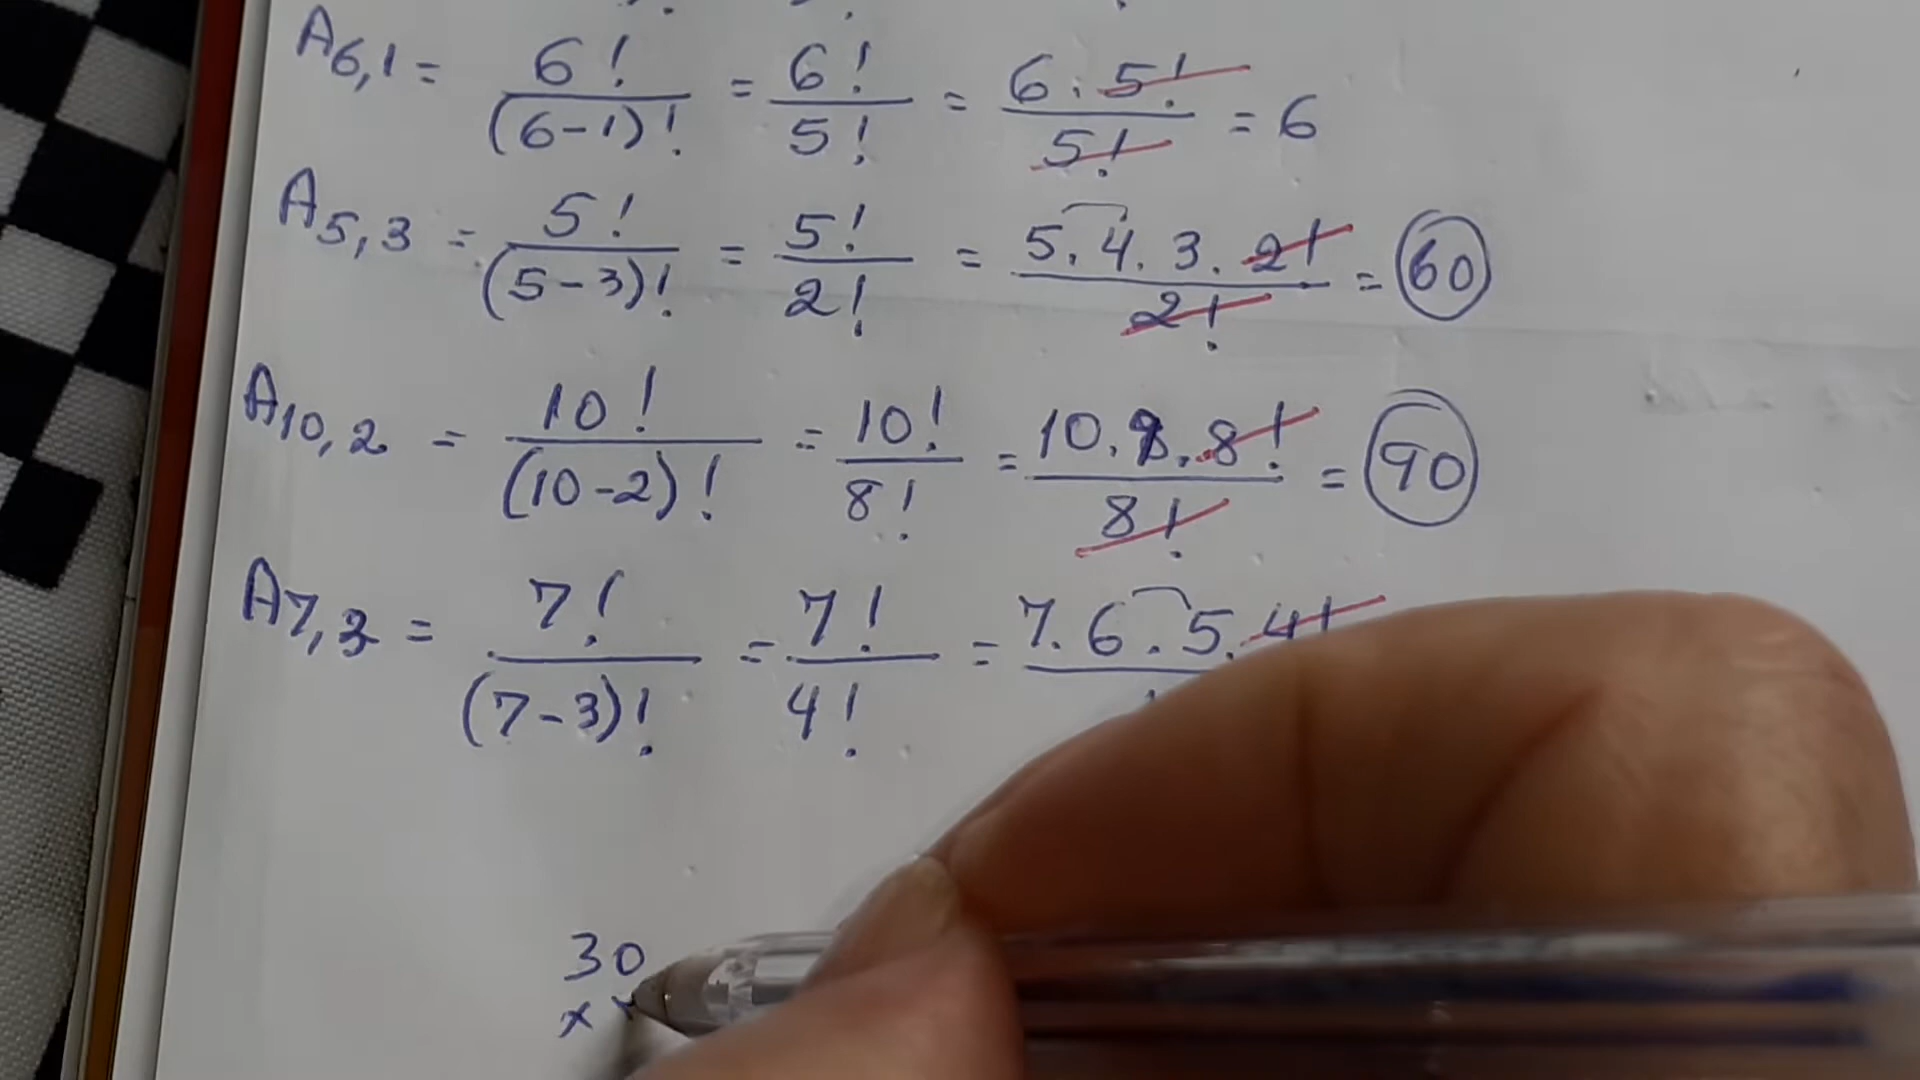 A6,1 = 6!/(6-1)! = 6!/5! = 6.5!/5! = 6
A5,3 = 5!/(5-3)! = 5!/2! = 5.4.3.2!/2! = 60
A10,2 = 10!/(10-2)! = 10!/8! = 10.9.8!/8! = 90
A7,3 = 7!/(7-3)! = 7!/4! = 7.6.5.4!
30
x